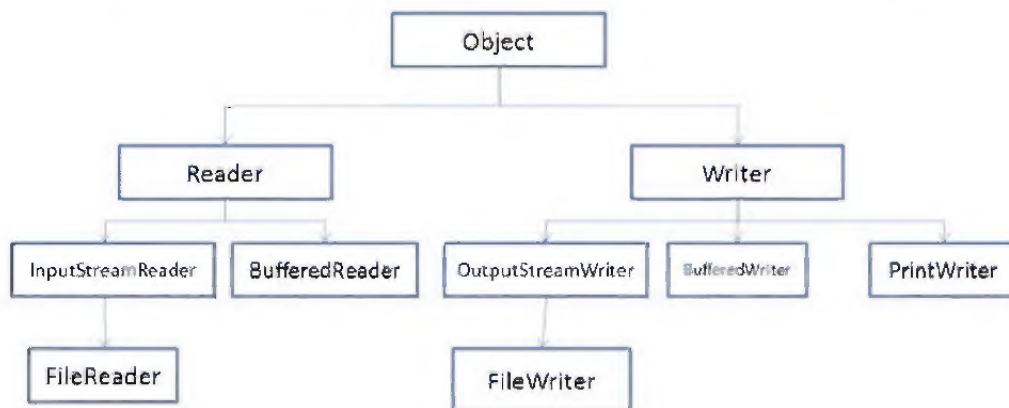 Object
Reader
Writer
InputStreamReader
BufferedReader
OutputStreamWriter
BufferedWriter
PrintWriter
FileReader
FileWriter